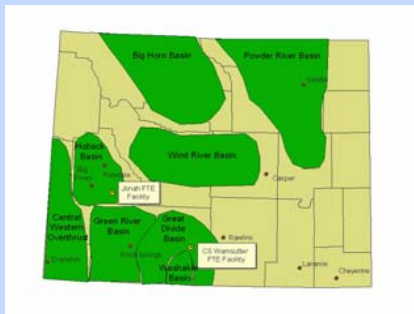 Big Horn Basin
Powder River Basin
Gillette
Hoback
Basin
Big
Piney
Pinedale
Jonah FTE
Facility
Wind River Basin
Casper
Central
Western
Overthrust
Evanston
Green River
Basin
Rock Springs
Great
Divide
Basin
Washakie
Basin
CS Wamsutter
FTE Facility
Rawlins
Laramie
Cheyenne